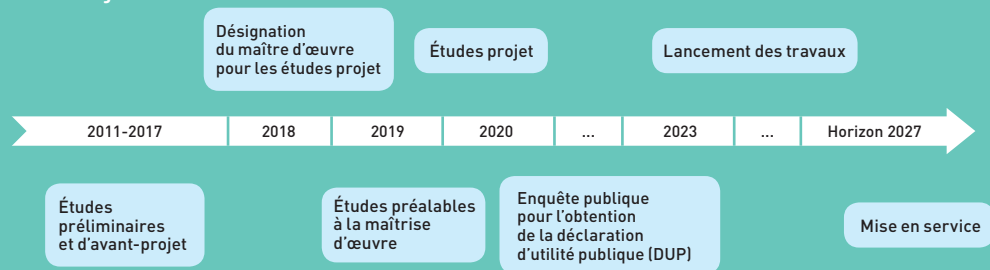 Désignation
du maître d'œuvre
pour les études projet
Études projet
Lancement des travaux
2011-2017
2018
2019
2020
...
2023
...
Horizon 2027
Études
préliminaires
et d'avant-projet
Études préalables
à la maîtrise
d'œuvre
Enquête publique
pour l'obtention
de la déclaration
d'utilité publique (DUP)
Mise en service